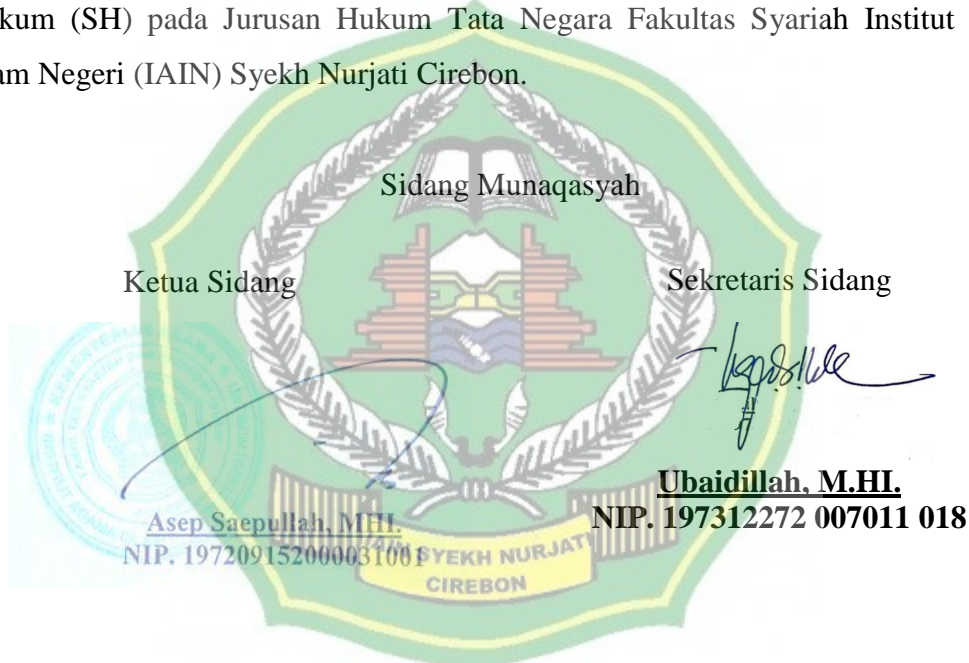 kum (SH) pada Jurusan Hukum Tata Negara Fakultas Syariah Institut
am Negeri (IAIN) Syekh Nurjati Cirebon.
Sidang Munaqasyah
Ketua Sidang
Sekretaris Sidang
Asep Saepullah, MHI.
NIP. 197209152000031001
Ubaidillah, M.HI.
NIP. 197312272 007011 018
IAIN SYEKH NURJATI
CIREBON